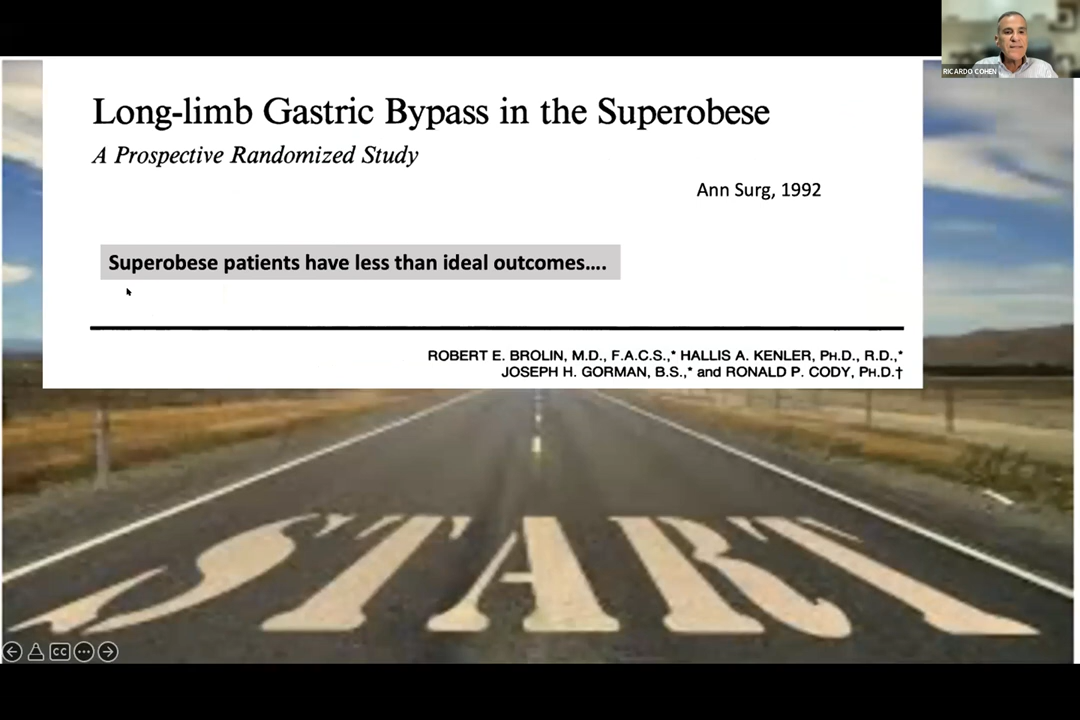 RICARDO COHEN
Long-limb Gastric Bypass in the Superobese
A Prospective Randomized Study
Ann Surg, 1992
Superobese patients have less than ideal outcomes....
ROBERT E. BROLIN, M.D., F.A.C.S.,* HALLIS A. KENLER, PH.D., R.D.,*
JOSEPH H. GORMAN, B.S.,* and RONALD P. CODY, PH.D.†
START
CC